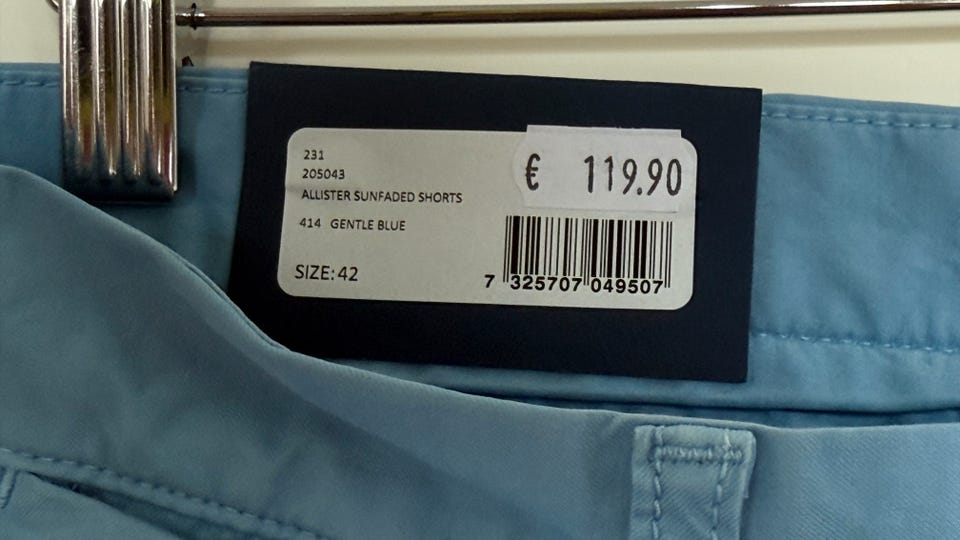 231
205043
ALLISTER SUNFADED SHORTS
414 GENTLE BLUE
SIZE: 42
€ 119.90
7 325707 049507